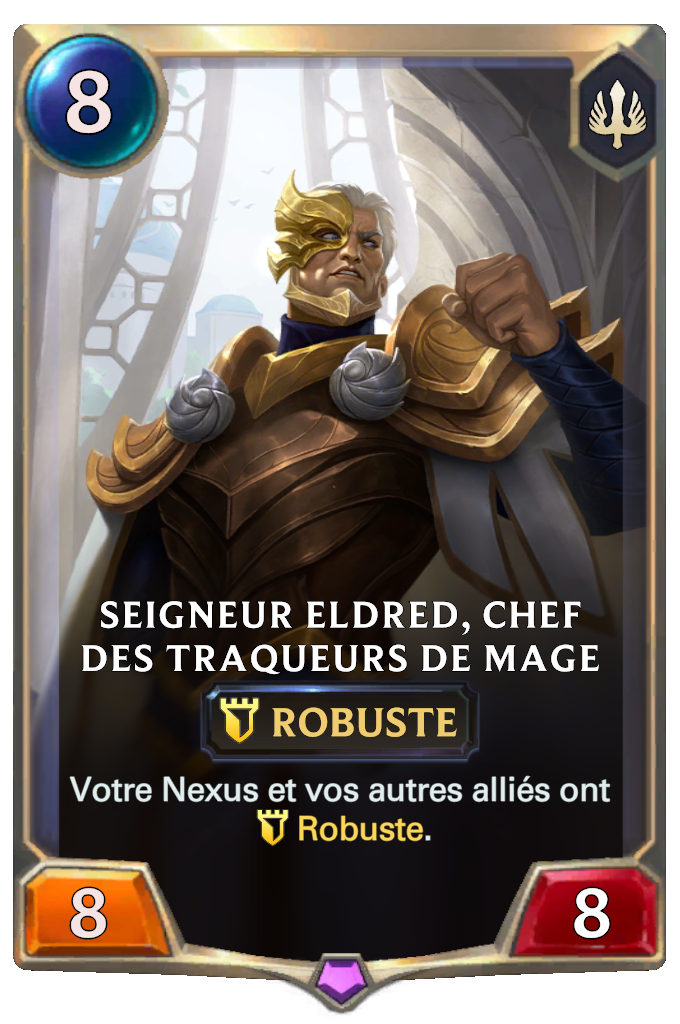 8
SEIGNEUR ELDRED, CHEF
DES TRAQUEURS DE MAGE
ROBUSTE
Votre Nexus et vos autres alliés ont
Robuste.
8
8